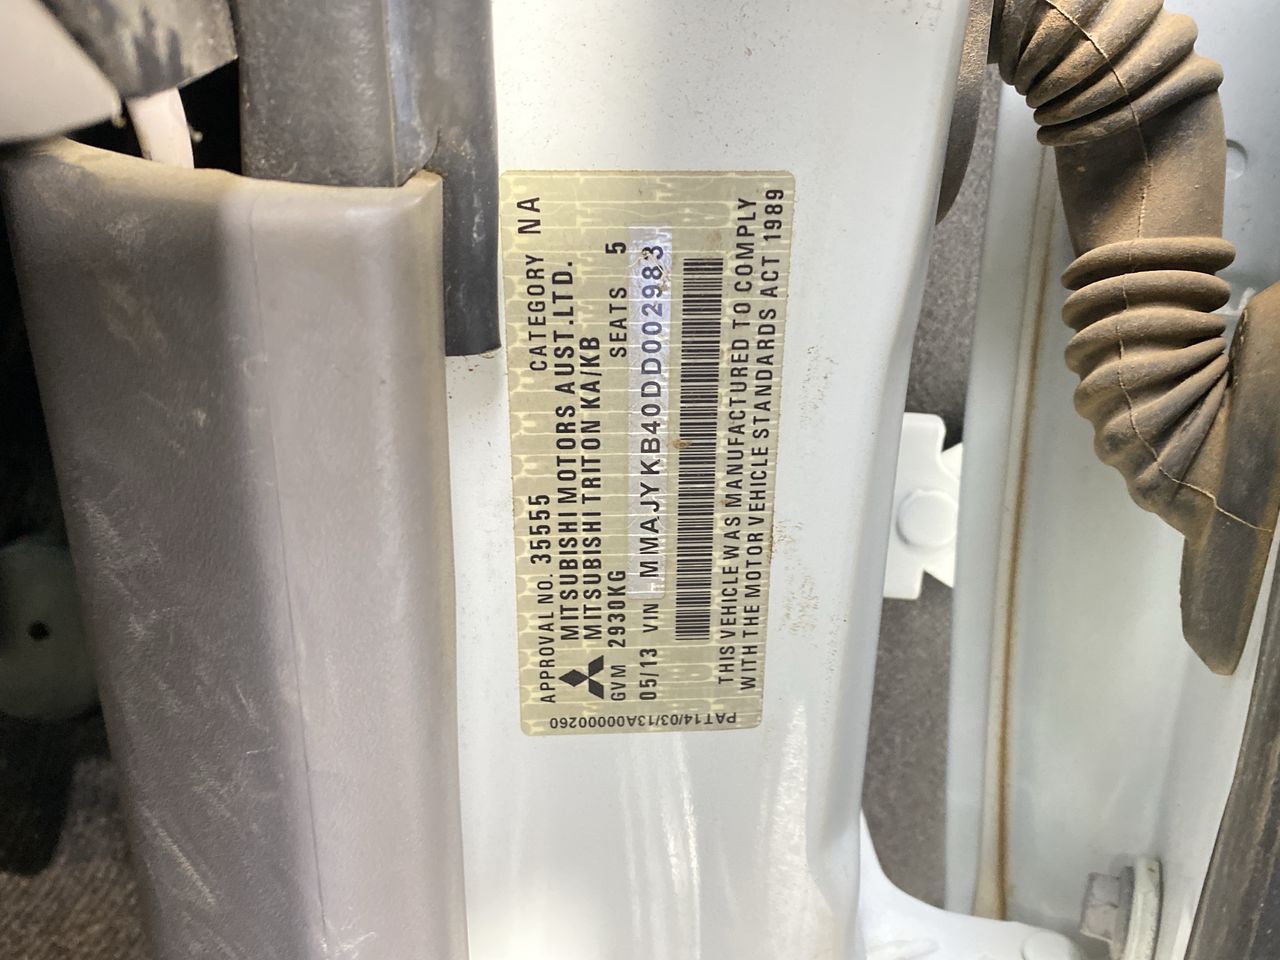 APPROVAL NO. 35555 CATEGORY NA
MITSUBISHI MOTORS AUST.LTD.
MITSUBISHI TRITON KA/KB
GVM 2930KG SEATS 5
05/13 VIN MMAJYKB40DD002983
THIS VEHICLE WAS MANUFACTURED TO COMPLY
WITH THE MOTOR VEHICLE STANDARDS ACT 1989
PAT14/03/13A00000260